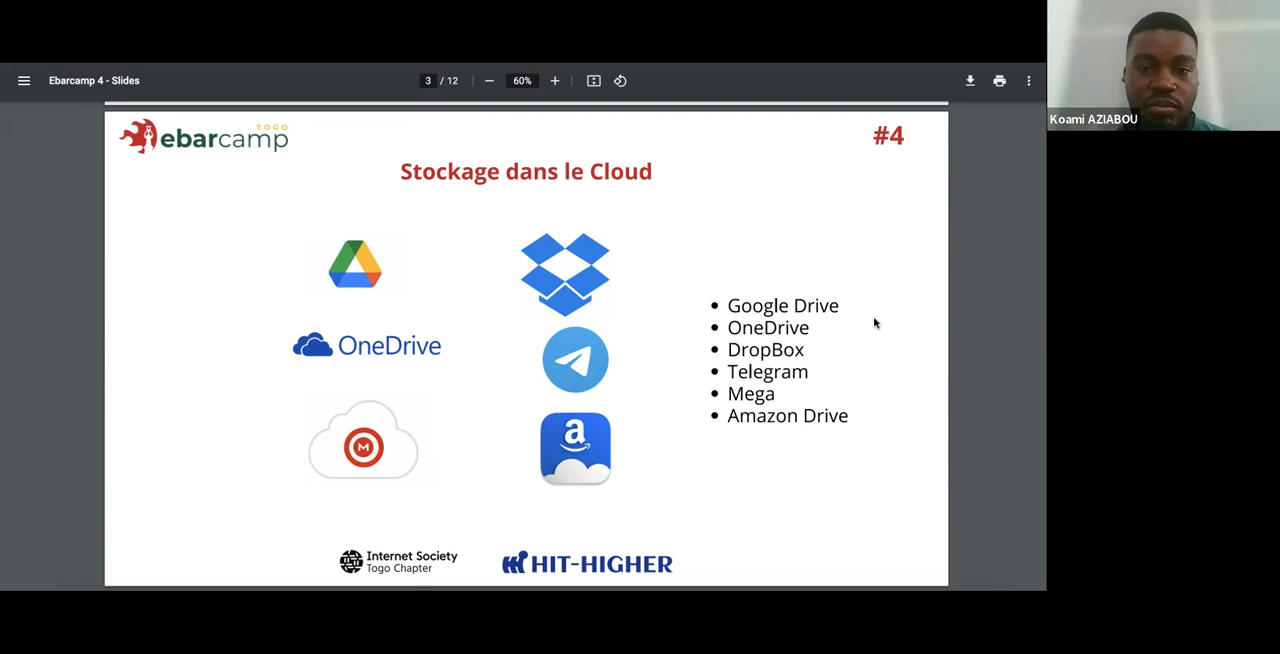 Ebarcamp 4 - Slides
3 / 12
60%
Koami AZIABOU
TOGO
ebarcamp
#4
Stockage dans le Cloud
OneDrive
M
a
• Google Drive
• OneDrive
• DropBox
• Telegram
• Mega
• Amazon Drive
Internet Society
Togo Chapter
HIT-HIGHER